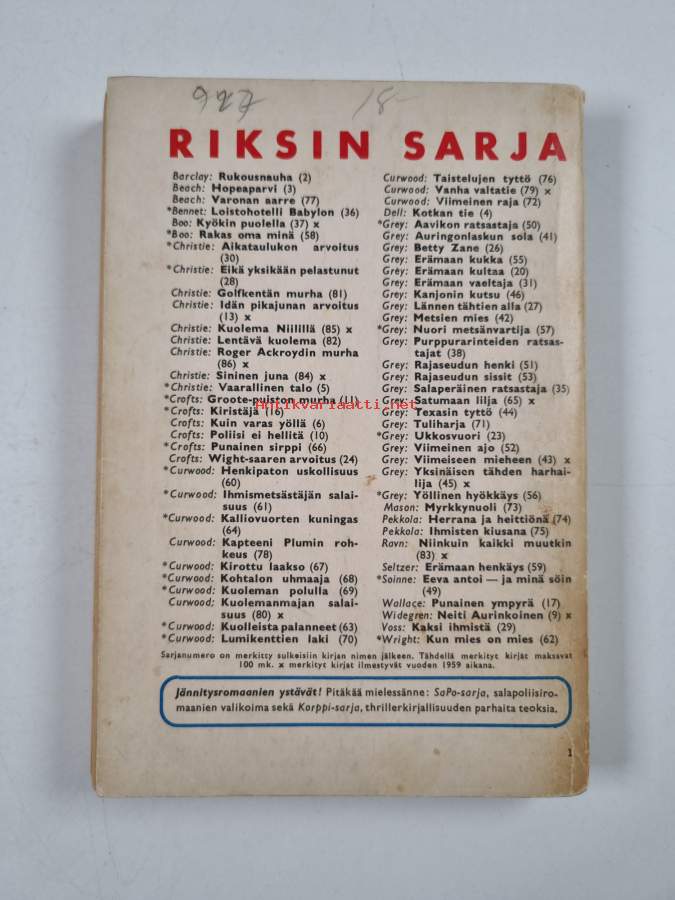 927 18-
RIKSIN SARJA
Barclay: Rukousnauha (2)
Beach: Hopeaparvi (3)
Beach: Varonan aarre (77)
*Bennet: Loistohotelli Babylon (36)
Boo: Kyökin puolella (37) x
*Boo: Rakas oma minä (58)
*Christie: Aikataulukon arvoitus
(30)
*Christie: Eikä yksikään pelastunut
(28)
Christie: Golfkentän murha (81)
Christie: Idän pikajunan arvoitus
(13) x
Christie: Kuolema Niilillä (85) x
Christie: Lentävä kuolema (82)
Christie: Roger Ackroydin murha
(86) x
Christie: Sininen juna (84) x
*Christie: Vaarallinen talo (5)
*Crofts: Groote-puiston murha (11)
*Crofts: Kiristäjä (16)
Crofts: Kuin varas yöllä (6)
Crofts: Poliisi ei hellitä (10)
*Crofts: Punainen sirppi (66)
Crofts: Wight-saaren arvoitus (24)
*Curwood: Henkipaton uskollisuus
(60)
*Curwood: Ihmismetsästäjän salai-
suus (61)
*Curwood: Kalliovuorten kuningas
(64)
Curwood: Kapteeni Plumin roh-
keus (78)
*Curwood: Kirottu laakso (67)
*Curwood: Kohtalon uhmaaja (68)
*Curwood: Kuoleman polulla (69)
Curwood: Kuolemanmajan salai-
suus (80) x
*Curwood: Kuolleista palanneet (63)
*Curwood: Lumikenttien laki (70)
Curwood: Taistelujen tyttö (76)
Curwood: Vanha valtatie (79) x
Curwood: Viimeinen raja (72)
Dell: Kotkan tie (4)
*Grey: Aavikon ratsastaja (50)
Grey: Auringonlaskun sola (41)
Grey: Betty Zane (26)
Grey: Erämaan kukka (55)
Grey: Erämaan kultaa (20)
Grey: Erämaan vaeltaja (31)
Grey: Kanjonin kutsu (46)
Grey: Lännen tähtien alla (27)
Grey: Metsien mies (42)
*Grey: Nuori metsänvartija (57)
Grey: Purppurarinteiden ratsas-
tajat (38)
Grey: Rajaseudun henki (51)
Grey: Rajaseudun sissit (53)
Grey: Salaperäinen ratsastaja (35)
Grey: Satumaan lilja (65) x
Grey: Texasin tyttö (44)
Grey: Tuliharja (71)
*Grey: Ukkosvuori (23)
Grey: Viimeinen ajo (52)
Grey: Viimeiseen mieheen (43) x
Grey: Yksinäisen tähden harhai-
lija (45) x
*Grey: Yöllinen hyökkäys (56)
Mason: Myrkkynuoli (73)
Pekkola: Herrana ja heittiönä (74)
Pekkola: Ihmisten kiusana (75)
Ravn: Niinkuin kaikki muutkin
(83) x
Seltzer: Erämaan henkäys (59)
*Soinne: Eeva antoi — ja minä söin
(49)
Wallace: Punainen ympyrä (17)
Widegren: Neiti Aurinkoinen (9) x
Voss: Kaksi ihmistä (29)
*Wright: Kun mies on mies (62)
Antikvariaatti.net
Sarjanumero on merkitty sulkeisiin kirjan nimen jälkeen. Tähdellä merkityt kirjat maksavat
100 mk. x merkityt kirjat ilmestyvät vuoden 1959 aikana.
Jännitysromaanien ystävät! Pitäkää mielessänne: SaPo-sarja, salapoliisiro-
maanien valikoima sekä Korppi-sarja, thrillerkirjallisuuden parhaita teoksia.
1